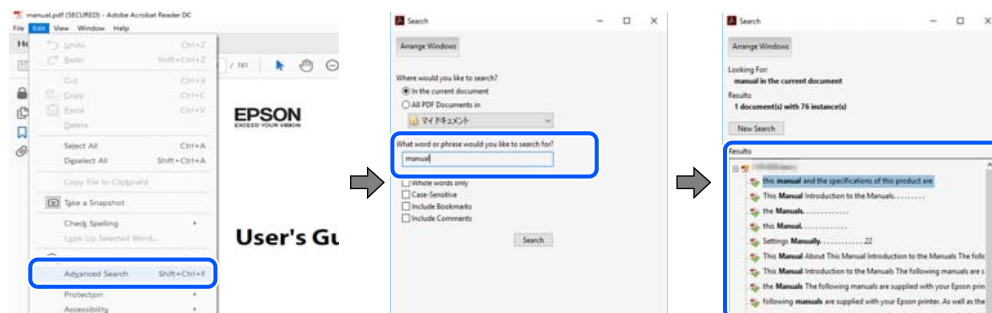 manual.pdf (SECURED) - Adobe Acrobat Reader DC
File Edit View Window Help
Undo Ctrl+Z
Redo Shift+Ctrl+Z
Cut Ctrl+X
Copy Ctrl+C
Paste Ctrl+V
Delete
Select All Ctrl+A
Deselect All Shift+Ctrl+A
Copy File to Clipboard
Take a Snapshot
Check Spelling
Look Up Selected Word...
Advanced Search Shift+Ctrl+F
Protection
Accessibility
/ 181
EPSON
EXCEED YOUR VISION
User's Gu
Search
Arrange Windows
Where would you like to search?
In the current document
All PDF Documents in
マイ ドキュメント
What word or phrase would you like to search for?
manual
Whole words only
Case-Sensitive
Include Bookmarks
Include Comments
Search
Search
Arrange Windows
Looking For:
manual in the current document
Results:
1 document(s) with 76 instance(s)
New Search
Results:
this manual and the specifications of this product are
This Manual Introduction to the Manuals. . . . . . . .
the Manuals. . . . . . . . . . . .
this Manual. . . . . . . . . . . .
Settings Manually. . . . . . . . . . . .22
This Manual About This Manual Introduction to the Manuals The follo
This Manual Introduction to the Manuals The following manuals are s
the Manuals The following manuals are supplied with your Epson prin
following manuals are supplied with your Epson printer. As well as the